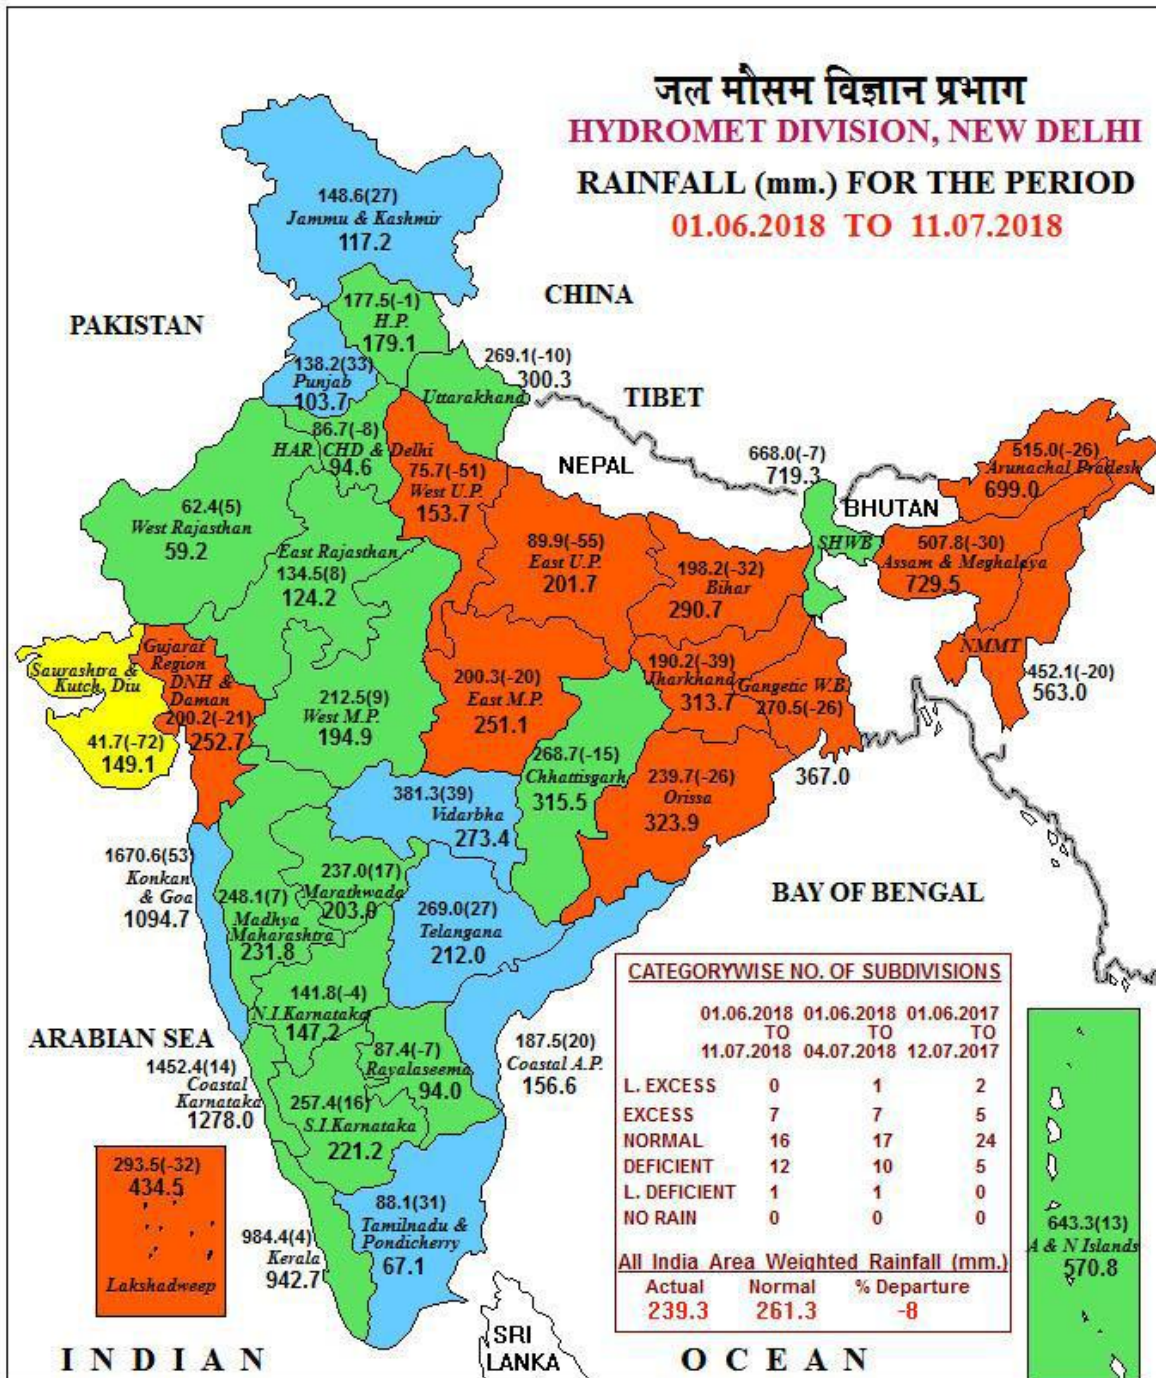 जल मौसम विज्ञान प्रभाग
HYDROMET DIVISION, NEW DELHI
RAINFALL (mm.) FOR THE PERIOD
01.06.2018 TO 11.07.2018
148.6(27)
Jammu & Kashmir
117.2
CHINA
PAKISTAN
177.5(-1)
H.P.
179.1
138.2(33)
Punjab
103.7
269.1(-10)
300.3
Uttarakhand
TIBET
NEPAL
86.7(-8)
HAR. CHD & Delhi
94.6
75.7(-51)
West U.P.
153.7
668.0(-7)
719.3
SHWB
BHUTAN
515.0(-26)
Arunachal Pradesh
699.0
62.4(5)
West Rajasthan
59.2
East Rajasthan
134.5(8)
124.2
89.9(-55)
East U.P.
201.7
198.2(-32)
Bihar
290.7
507.8(-30)
Assam & Meghalaya
729.5
NMMT
452.1(-20)
563.0
Saurashtra &
Kutch, Diu
41.7(-72)
149.1
Gujarat
Region
DNH &
Daman
200.2(-21)
252.7
212.5(9)
West M.P.
194.9
200.3(-20)
East M.P.
251.1
190.2(-39)
Jharkhand
313.7
Gangetic W.B.
270.5(-26)
367.0
268.7(-15)
Chhattisgarh
315.5
239.7(-26)
Orissa
323.9
381.3(39)
Vidarbha
273.4
1670.6(53)
Konkan
& Goa
1094.7
248.1(7)
Madhya
Maharashtra
231.8
237.0(17)
Marathwada
203.0
269.0(27)
Telangana
212.0
BAY OF BENGAL
141.8(-4)
N.I.Karnataka
147.2
ARABIAN SEA
1452.4(14)
Coastal
Karnataka
1278.0
87.4(-7)
Rayalaseema
94.0
187.5(20)
Coastal A.P.
156.6
257.4(16)
S.I.Karnataka
221.2
293.5(-32)
434.5
Lakshadweep
984.4(4)
Kerala
942.7
88.1(31)
Tamilnadu &
Pondicherry
67.1
643.3(13)
A & N Islands
570.8
CATEGORYWISE NO. OF SUBDIVISIONS
01.06.2018 01.06.2018 01.06.2017
TO TO TO
11.07.2018 04.07.2018 12.07.2017
L. EXCESS 0 1 2
EXCESS 7 7 5
NORMAL 16 17 24
DEFICIENT 12 10 5
L. DEFICIENT 1 1 0
NO RAIN 0 0 0
All India Area Weighted Rainfall (mm.)
Actual Normal % Departure
239.3 261.3 -8
SRI
LANKA
INDIAN OCEAN